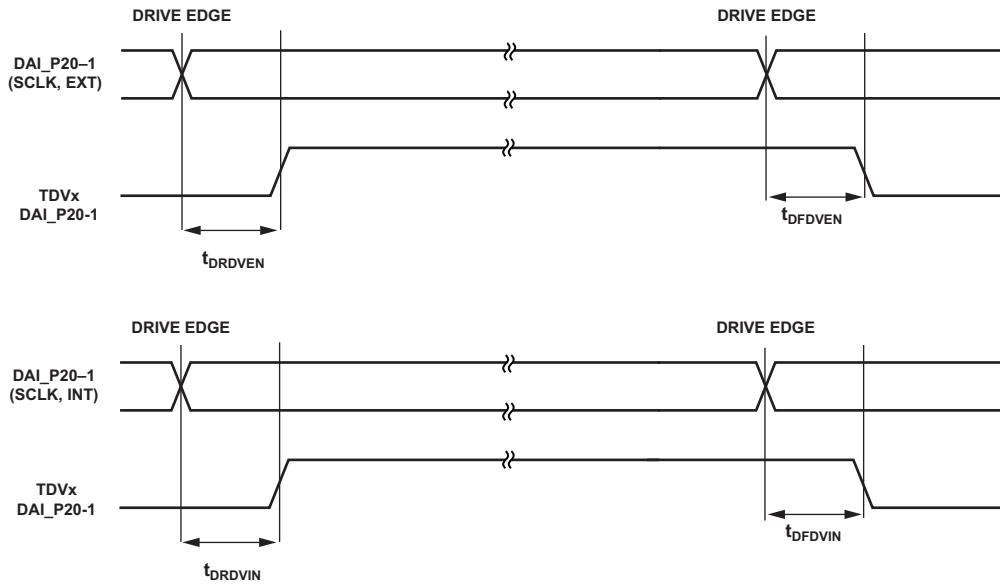 DRIVE EDGE DRIVE EDGE
DAI_P20–1
(SCLK, EXT)
TDVx
DAI_P20-1
tDFDVEN
tDRDVEN
DRIVE EDGE DRIVE EDGE
DAI_P20–1
(SCLK, INT)
TDVx
DAI_P20-1
tDFDVIN
tDRDVIN